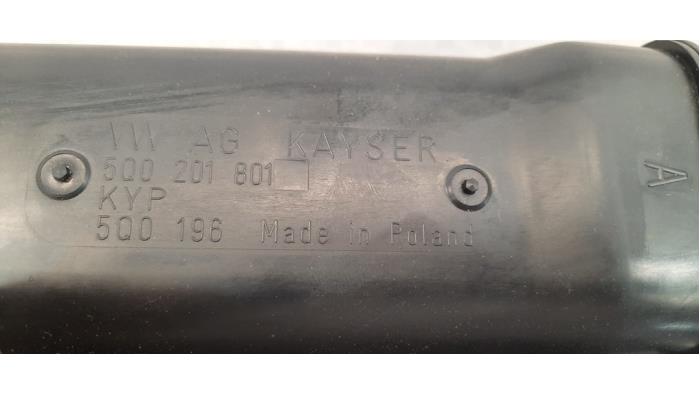 VW AG KAYSER
5Q0 201 801
KYP
5Q0 196 Made in Poland
A